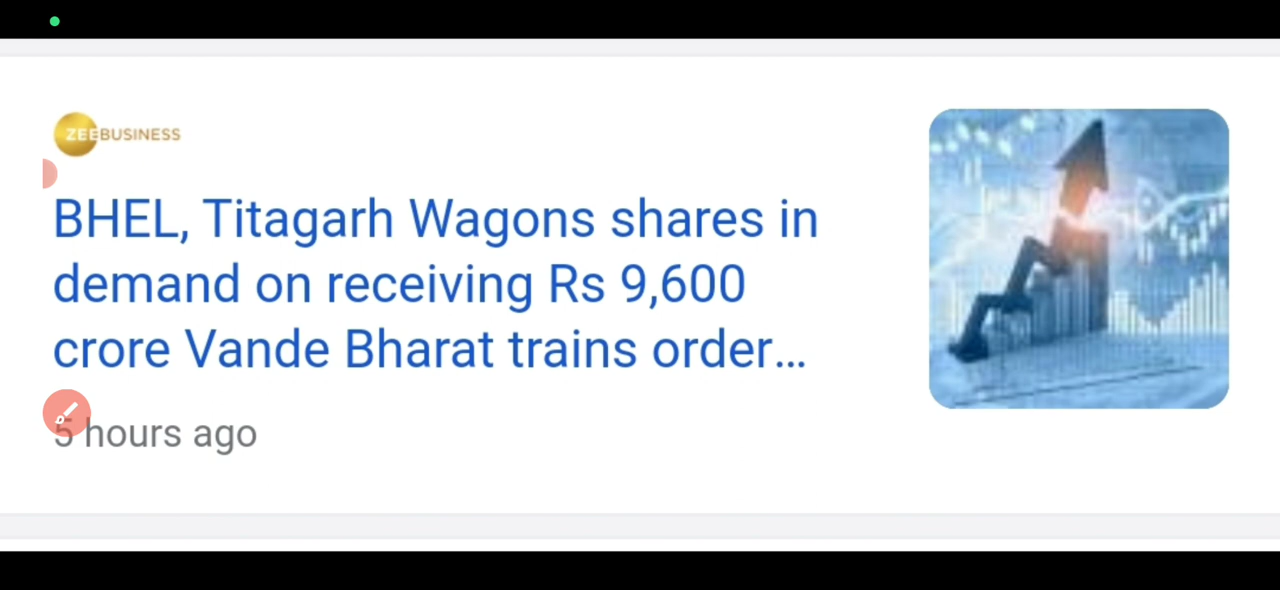 ZEEBUSINESS
BHEL, Titagarh Wagons shares in
demand on receiving Rs 9,600
crore Vande Bharat trains order...
5 hours ago